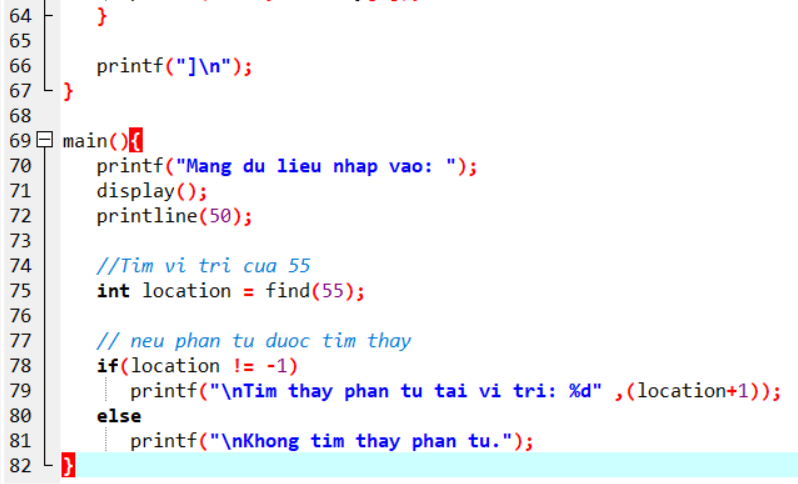 64 }
65
66 printf("]\n");
67 }
68
69 main(){
70 printf("Mang du lieu nhap vao: ");
71 display();
72 printline(50);
73
74 //Tim vi tri cua 55
75 int location = find(55);
76
77 // neu phan tu duoc tim thay
78 if(location != -1)
79 printf("\nTim thay phan tu tai vi tri: %d" ,(location+1));
80 else
81 printf("\nKhong tim thay phan tu.");
82 }